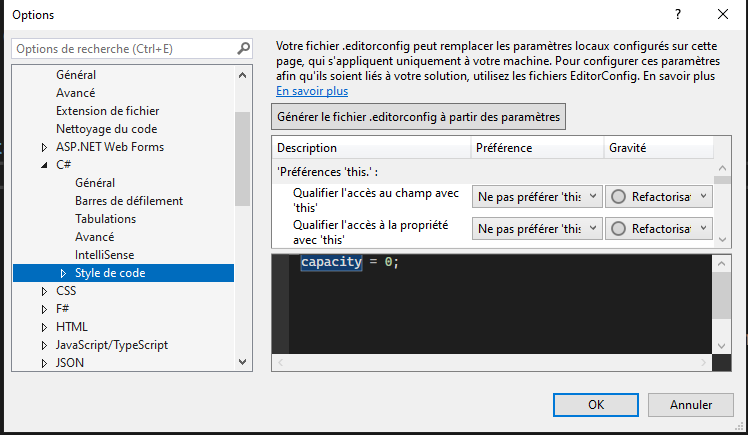 Options
Options de recherche (Ctrl+E)
Général
Avancé
Extension de fichier
Nettoyage du code
ASP.NET Web Forms
C#
Général
Barres de défilement
Tabulations
Avancé
IntelliSense
Style de code
CSS
F#
HTML
JavaScript/TypeScript
JSON
Votre fichier .editorconfig peut remplacer les paramètres locaux configurés sur cette
page, qui s'appliquent uniquement à votre machine. Pour configurer ces paramètres
afin qu'ils soient liés à votre solution, utilisez les fichiers EditorConfig. En savoir plus
En savoir plus
Générer le fichier .editorconfig à partir des paramètres
Description Préférence Gravité
'Préférences 'this.' :
Qualifier l'accès au champ avec
'this' Ne pas préférer 'this Refactorisat
Qualifier l'accès à la propriété
avec 'this' Ne pas préférer 'this Refactorisat
capacity = 0;
OK Annuler